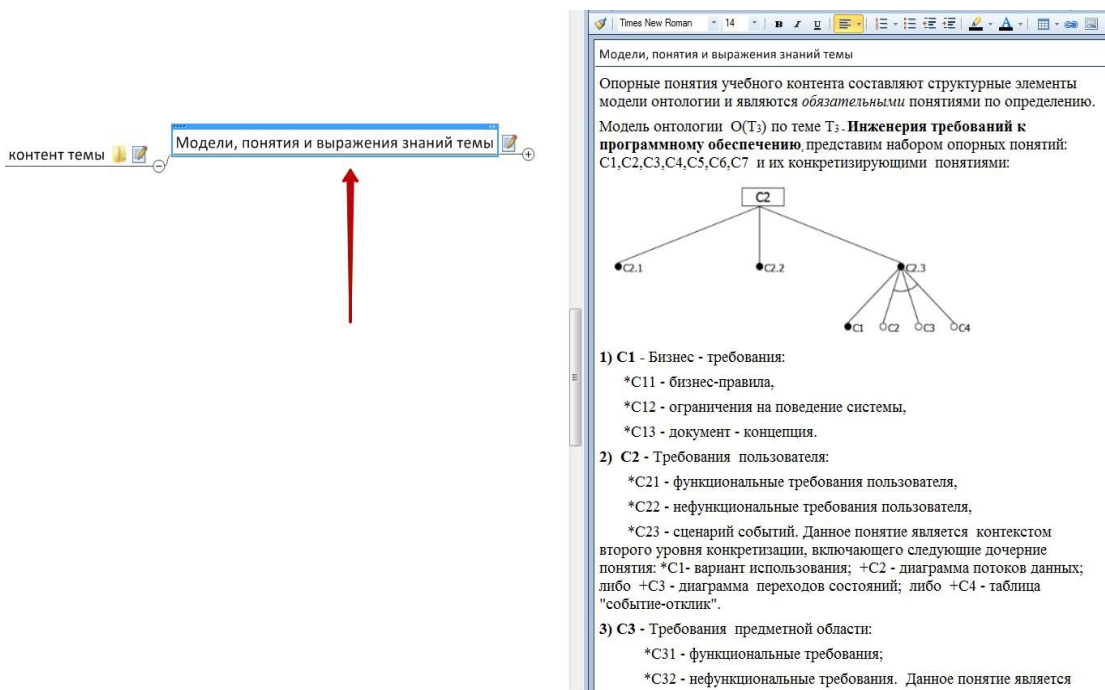 контент темы
Модели, понятия и выражения знаний темы
Times New Roman 14 B I U A
Модели, понятия и выражения знаний темы
Опорные понятия учебного контента составляют структурные элементы
модели онтологии и являются обязательными понятиями по определению.
Модель онтологии O(T3) по теме T3 . Инженерия требований к
программному обеспечению, представим набором опорных понятий:
C1,C2,C3,C4,C5,C6,C7 и их конкретизирующими понятиями:
C2
C2.1 C2.2 C2.3
C1 C2 C3 C4
1) C1 - Бизнес - требования:
*C11 - бизнес-правила,
*C12 - ограничения на поведение системы,
*C13 - документ - концепция.
2) C2 - Требования пользователя:
*C21 - функциональные требования пользователя,
*C22 - нефункциональные требования пользователя,
*C23 - сценарий событий. Данное понятие является контекстом
второго уровня конкретизации, включающего следующие дочерние
понятия: *C1- вариант использования; +C2 - диаграмма потоков данных;
либо +C3 - диаграмма переходов состояний; либо +C4 - таблица
"событие-отклик".
3) C3 - Требования предметной области:
*C31 - функциональные требования;
*C32 - нефункциональные требования. Данное понятие является